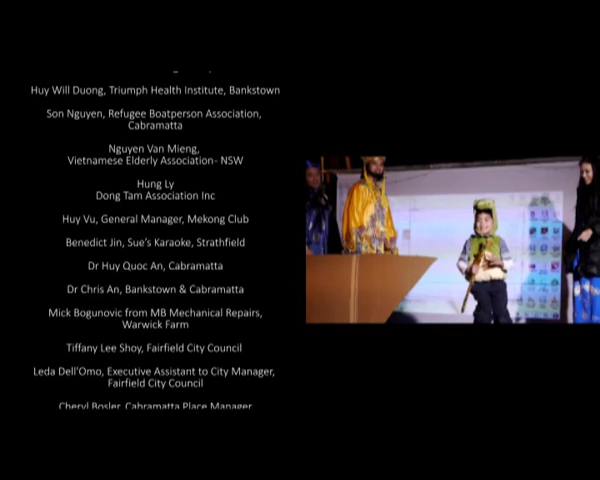 Huy Will Duong, Triumph Health Institute, Bankstown
Son Nguyen, Refugee Boatperson Association,
Cabramatta
Nguyen Van Mieng,
Vietnamese Elderly Association- NSW
Hung Ly
Dong Tam Association Inc
Huy Vu, General Manager, Mekong Club
Benedict Jin, Sue's Karaoke, Strathfield
Dr Huy Quoc An, Cabramatta
Dr Chris An, Bankstown & Cabramatta
Mick Bogunovic from MB Mechanical Repairs,
Warwick Farm
Tiffany Lee Shoy, Fairfield City Council
Leda Dell'Omo, Executive Assistant to City Manager,
Fairfield City Council
Cheryl Bosler, Cabramatta Place Manager